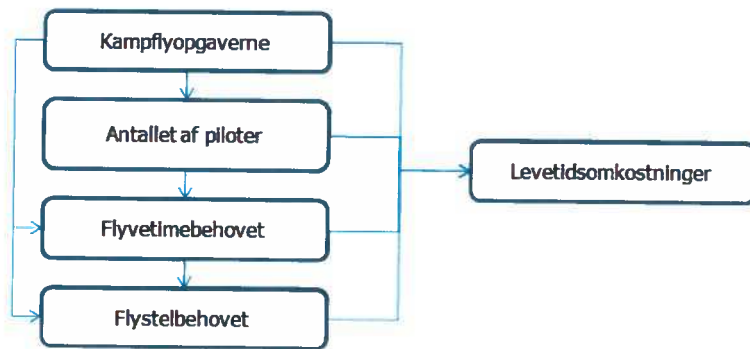 Kampflyopgaverne
Antallet af piloter
Levetidsomkostninger
Flyvetimebehovet
Flystelbehovet